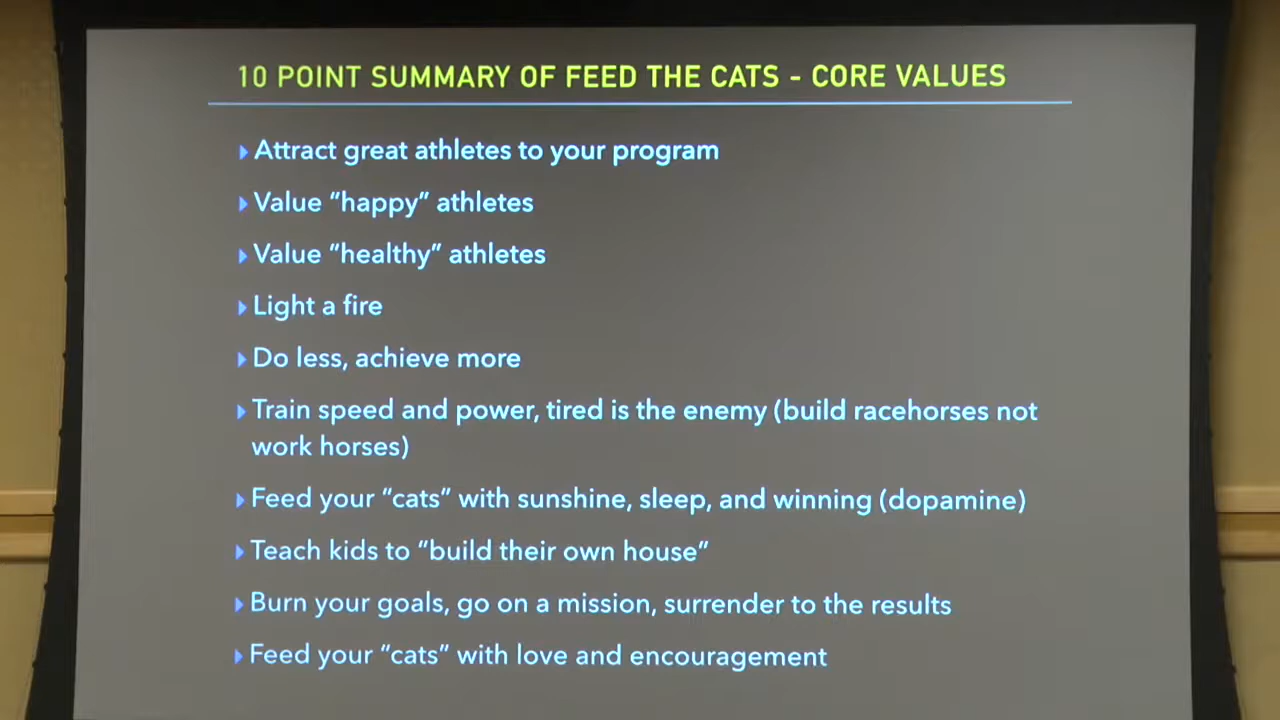 10 POINT SUMMARY OF FEED THE CATS - CORE VALUES
Attract great athletes to your program
Value “happy” athletes
Value “healthy” athletes
Light a fire
Do less, achieve more
Train speed and power, tired is the enemy (build racehorses not
work horses)
Feed your “cats” with sunshine, sleep, and winning (dopamine)
Teach kids to “build their own house”
Burn your goals, go on a mission, surrender to the results
Feed your “cats” with love and encouragement